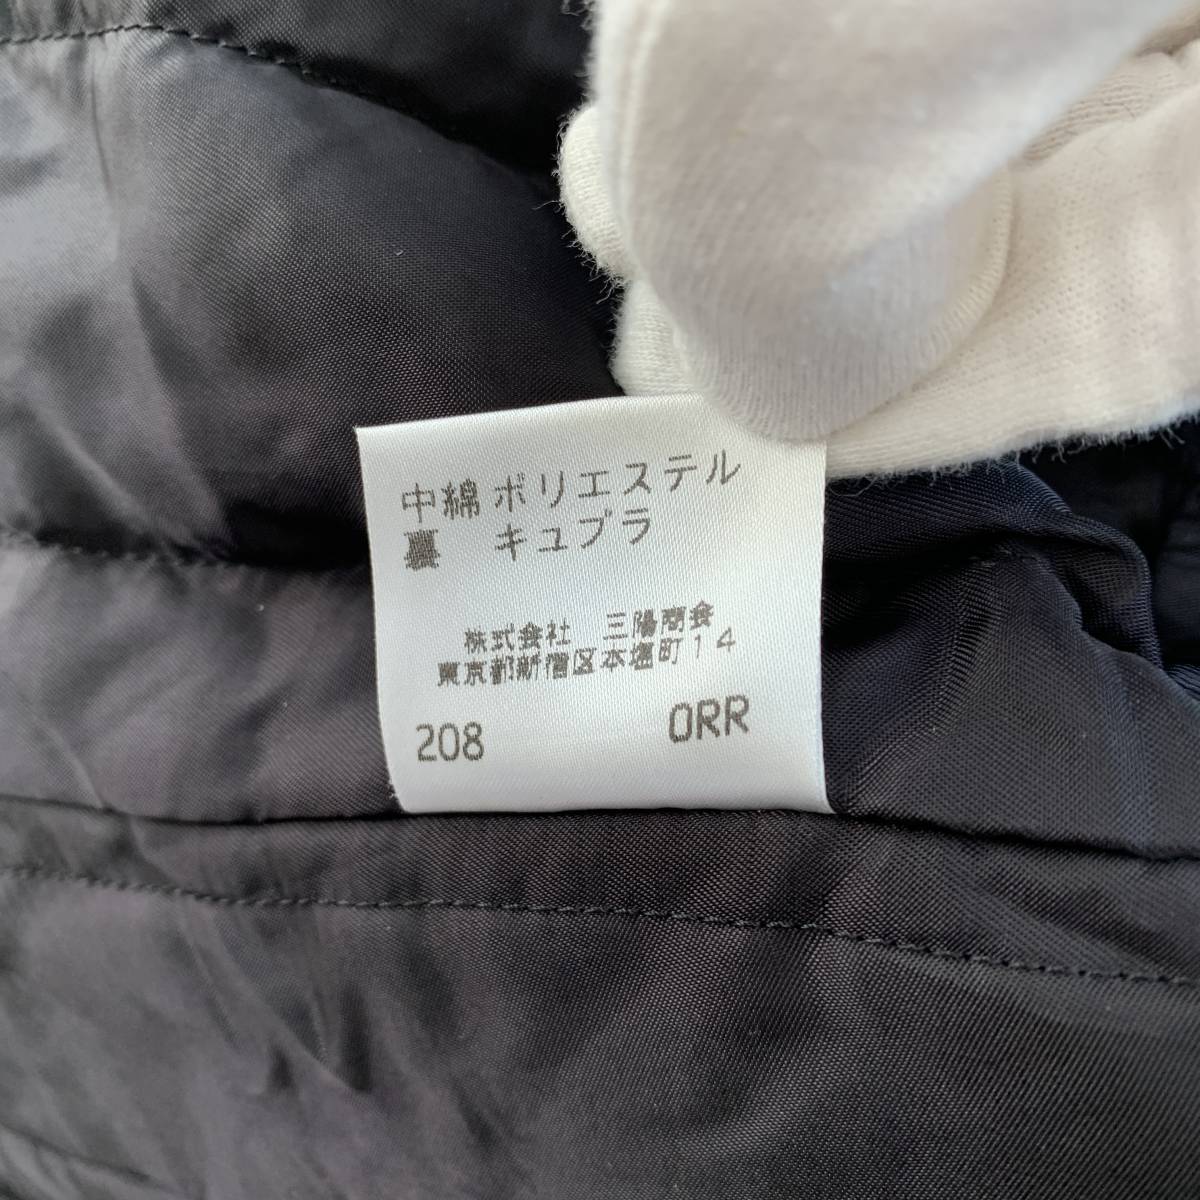 中綿 ポリエステル
裏 キュプラ
株式会社 三陽商会
東京都新宿区本塩町14
208 ORR